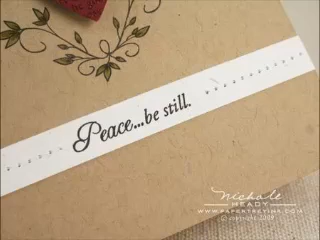 Peace...be still.
Nichole
HEADY
WWW.PAPERTREYINK.COM
© copyright 2009